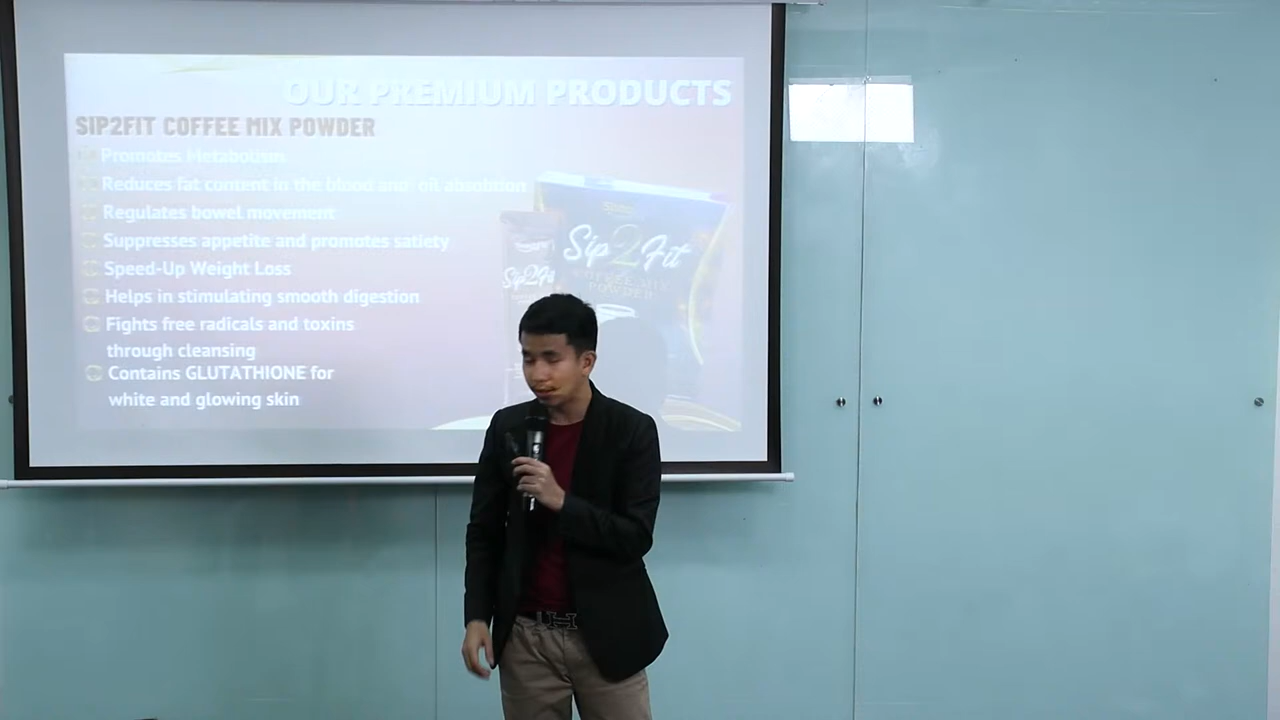 OUR PREMIUM PRODUCTS
SIP2FIT COFFEE MIX POWDER
Promotes Metabolism
Reduces fat content in the blood and oil absobtion
Regulates bowel movement
Suppresses appetite and promotes satiety
Speed-Up Weight Loss
Helps in stimulating smooth digestion
Fights free radicals and toxins
through cleansing
Contains GLUTATHIONE for
white and glowing skin
Sip2Fit
COFFEE MIX
POWDER
Sip2Fit